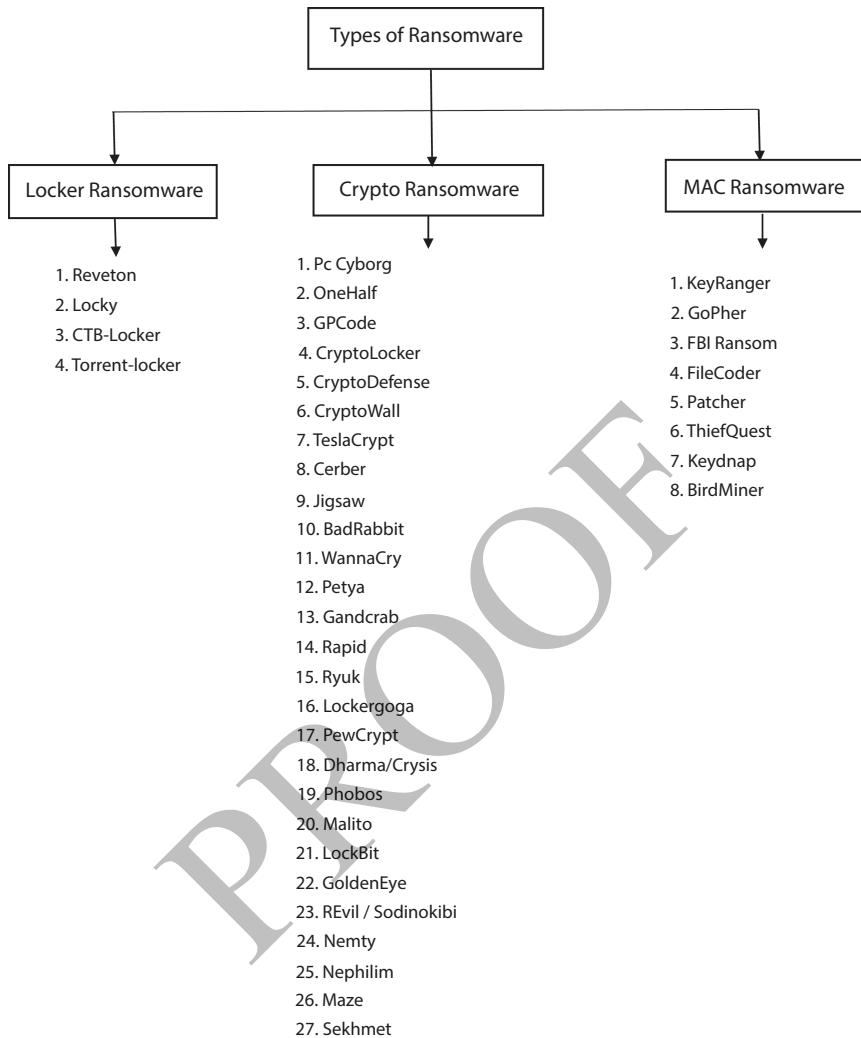 Types of Ransomware
Locker Ransomware
1. Reveton
2. Locky
3. CTB-Locker
4. Torrent-locker
Crypto Ransomware
1. Pc Cyborg
2. OneHalf
3. GPCode
4. CryptoLocker
5. CryptoDefense
6. CryptoWall
7. TeslaCrypt
8. Cerber
9. Jigsaw
10. BadRabbit
11. WannaCry
12. Petya
13. Gandcrab
14. Rapid
15. Ryuk
16. Lockergoga
17. PewCrypt
18. Dharma/Crysis
19. Phobos
20. Malito
21. LockBit
22. GoldenEye
23. REvil / Sodinokibi
24. Nemty
25. Nephilim
26. Maze
27. Sekhmet
MAC Ransomware
1. KeyRanger
2. GoPher
3. FBI Ransom
4. FileCoder
5. Patcher
6. ThiefQuest
7. Keydnap
8. BirdMiner
PROOF